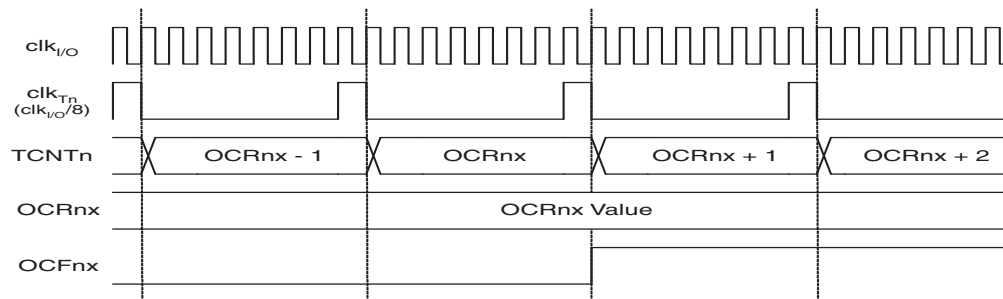 clkI/O
clkTn
(clkI/O/8)
TCNTn OCRnx - 1 OCRnx OCRnx + 1 OCRnx + 2
OCRnx OCRnx Value
OCFnx